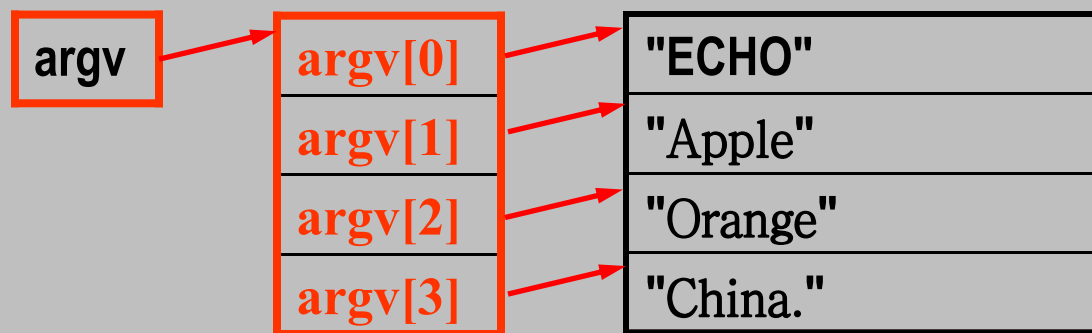 argv argv[0] "ECHO"
argv[1] "Apple"
argv[2] "Orange"
argv[3] "China."